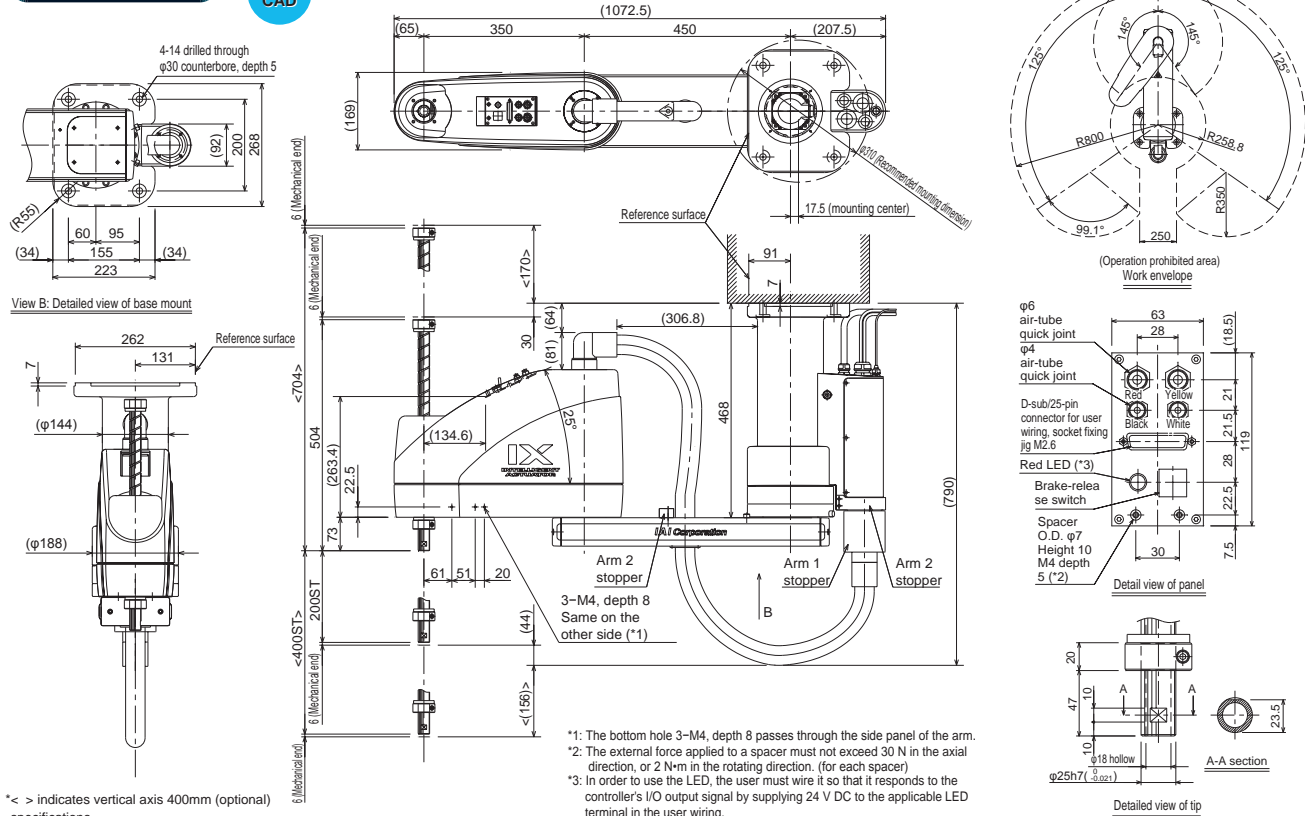 CAD
4-14 drilled through
φ30 counterbore, depth 5
(92)
200
268
(R55)
60
95
(34)
155
(34)
223
View B: Detailed view of base mount
(1072.5)
(65)
350
450
(207.5)
(169)
φ310 (Recommended mounting dimension)
17.5 (mounting center)
Reference surface
145°
145°
125°
125°
R800
R258.8
R350
99.1°
250
(Operation prohibited area)
Work envelope
262
131
Reference surface
7
(φ144)
(φ188)
6 (Mechanical end)
6 (Mechanical end)
<704>
504
<400ST>
200ST
6 (Mechanical end)
6 (Mechanical end)
(263.4)
22.5
73
<170>
30
(64)
(81)
(306.8)
91
7
468
(790)
(134.6)
25°
IX
INTELLIGENT
ACTUATOR
IAI Corporation
61
51
20
3−M4, depth 8
Same on the
other side (*1)
Arm 2
stopper
Arm 1
stopper
Arm 2
stopper
B
(44)
<(156)>
φ6
air-tube
quick joint
φ4
air-tube
quick joint
D-sub/25-pin
connector for user
wiring, socket fixing
jig M2.6
Red LED (*3)
Brake-relea
se switch
Spacer
O.D. φ7
Height 10
M4 depth
5 (*2)
63
28
Red
Yellow
Black
White
(18.5)
21
21.5
28
22.5
7.5
119
30
Detail view of panel
20
47
10
10
A
A
φ18 hollow
φ25h7( 0 -0.021)
23.5
A-A section
Detailed view of tip
*1: The bottom hole 3−M4, depth 8 passes through the side panel of the arm.
*2: The external force applied to a spacer must not exceed 30 N in the axial
direction, or 2 N•m in the rotating direction. (for each spacer)
*3: In order to use the LED, the user must wire it so that it responds to the
controller's I/O output signal by supplying 24 V DC to the applicable LED
terminal in the user wiring.
*< > indicates vertical axis 400mm (optional)
specifications